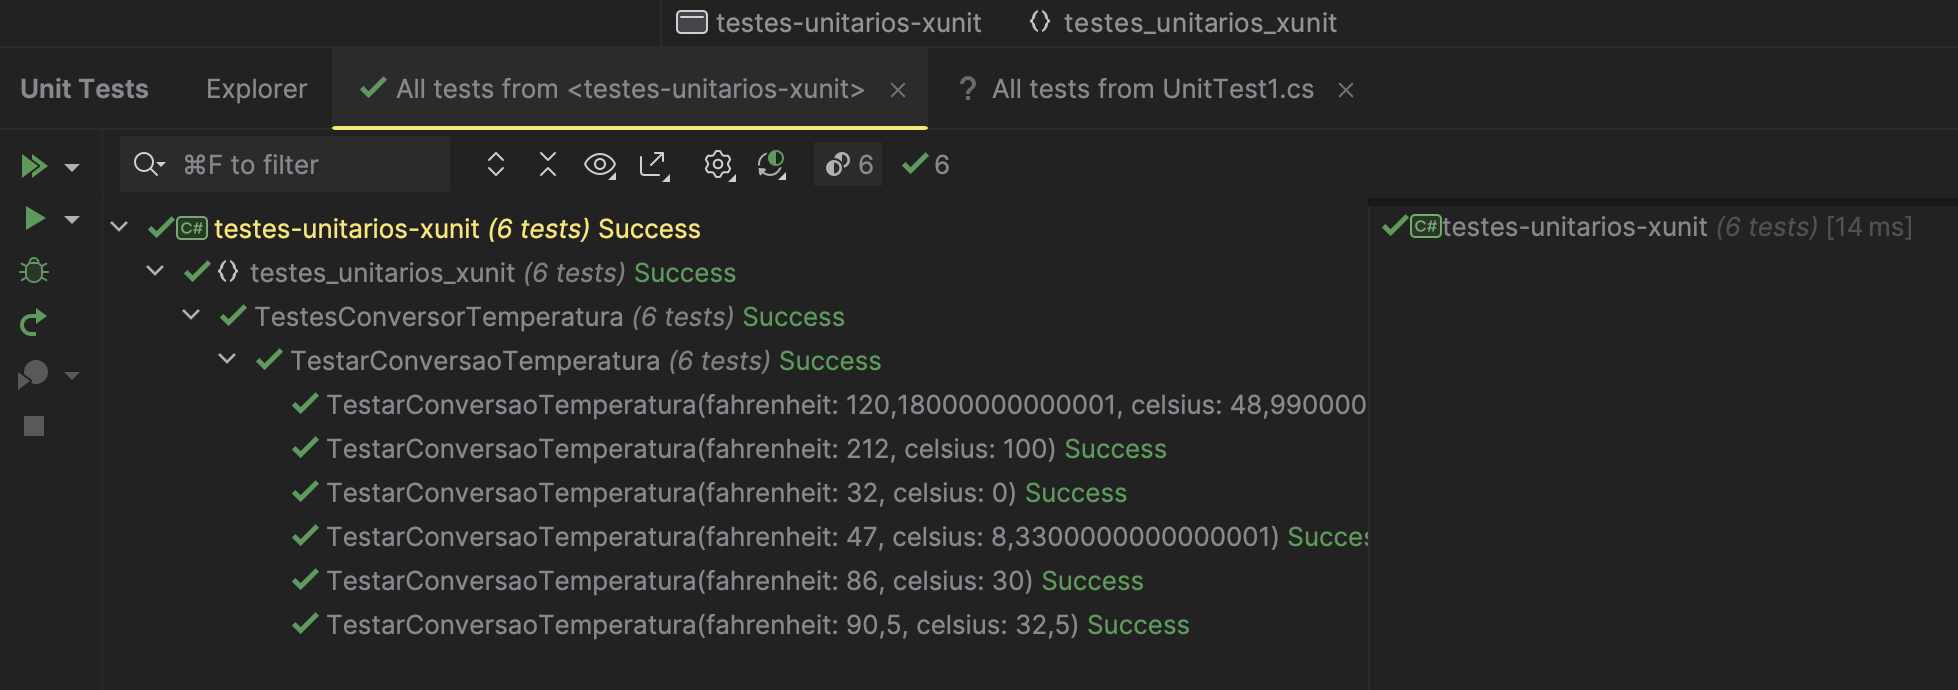 testes-unitarios-xunit {} testes_unitarios_xunit
Unit Tests Explorer All tests from <testes-unitarios-xunit> × ? All tests from UnitTest1.cs ×
⌘F to filter 6 6
C# testes-unitarios-xunit (6 tests) Success
{} testes_unitarios_xunit (6 tests) Success
TestesConversorTemperatura (6 tests) Success
TestarConversaoTemperatura (6 tests) Success
TestarConversaoTemperatura(fahrenheit: 120,18000000000001, celsius: 48,990000
TestarConversaoTemperatura(fahrenheit: 212, celsius: 100) Success
TestarConversaoTemperatura(fahrenheit: 32, celsius: 0) Success
TestarConversaoTemperatura(fahrenheit: 47, celsius: 8,3300000000000001) Succes
TestarConversaoTemperatura(fahrenheit: 86, celsius: 30) Success
TestarConversaoTemperatura(fahrenheit: 90,5, celsius: 32,5) Success
C# testes-unitarios-xunit (6 tests) [14 ms]